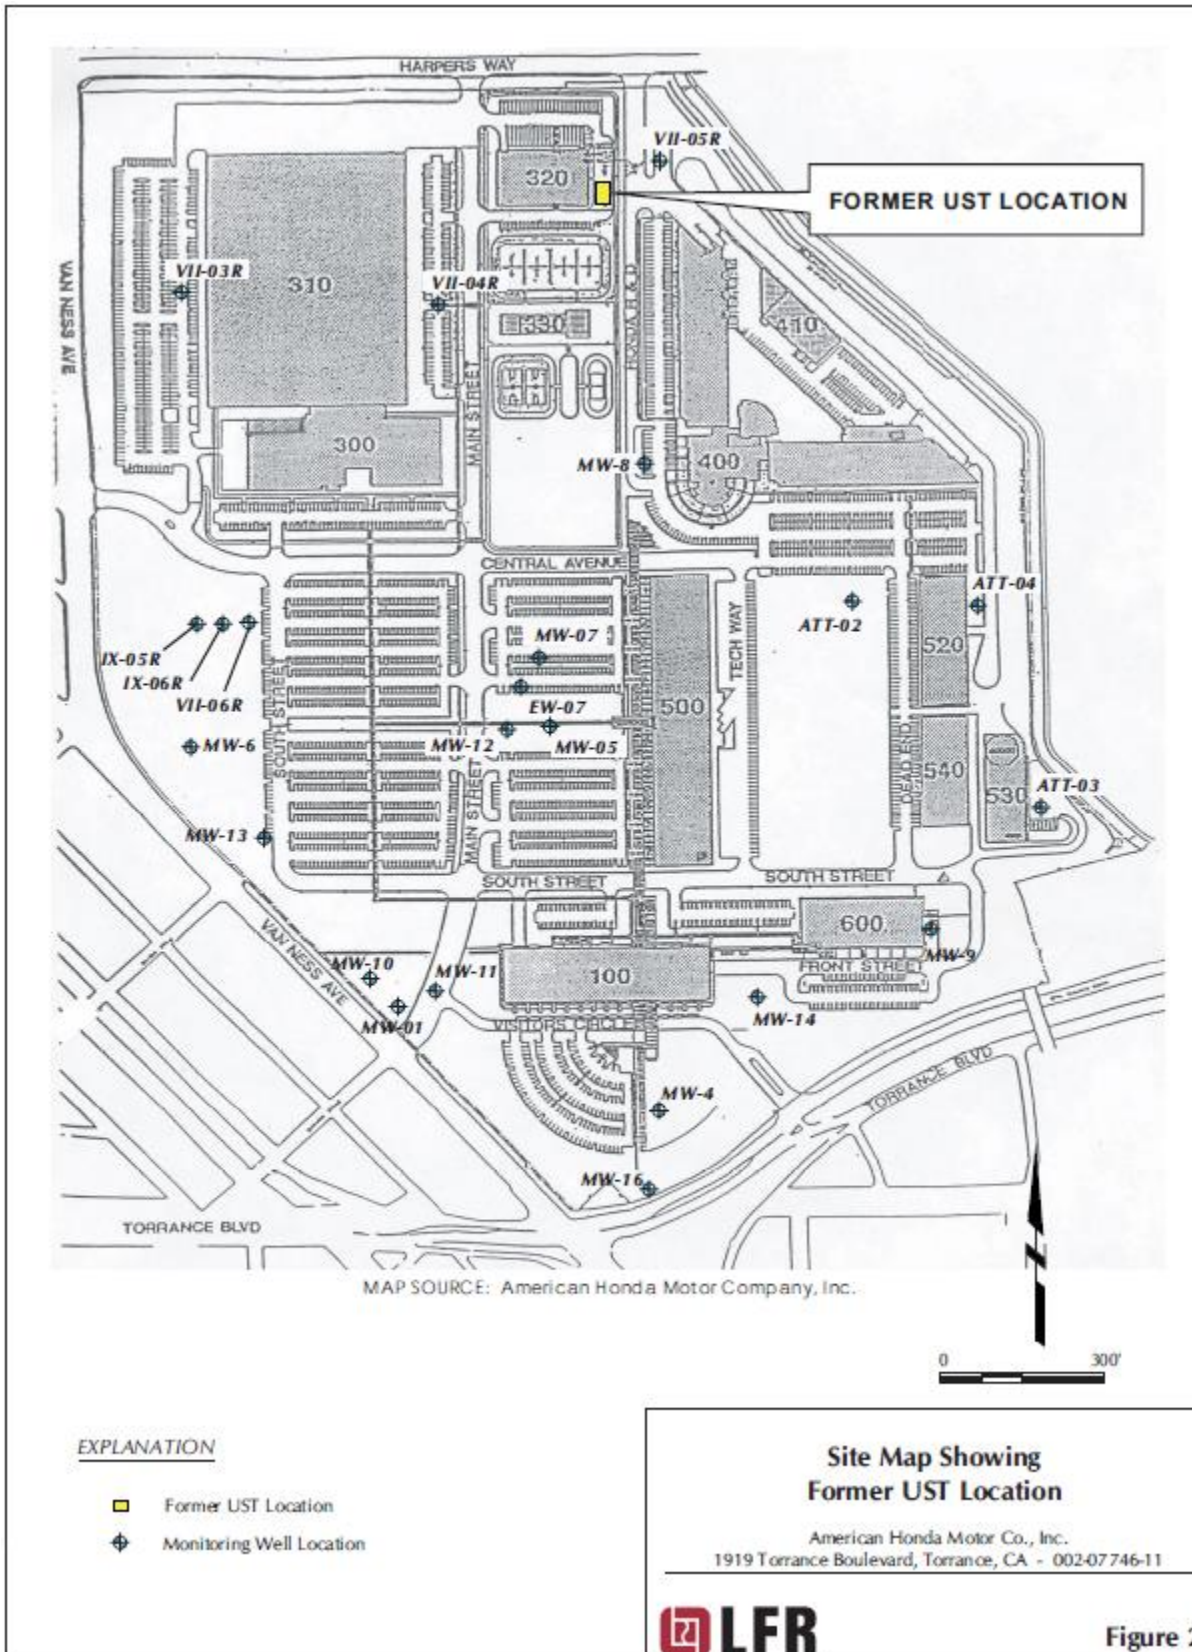 HARPERS WAY
VII-05R
320
FORMER UST LOCATION
VAN NESS AVE
VII-03R
310
VII-04R
HONDA R & D
410
330
MAIN STREET
300
MW-8
400
CENTRAL AVENUE
ATT-04
ATT-02
MW-07
TECH WAY
IX-05R
IX-06R
VII-06R
SOUTH STREET
520
EW-07
500
MW-6
MW-12
MW-05
540
DEAD END
530
ATT-03
MW-13
MAIN STREET
SOUTH STREET
SOUTH STREET
600
VAN NESS AVE
MW-10
MW-11
100
MW-9
FRONT STREET
MW-01
MW-14
VISITORS CIRCLE
TORRANCE BLVD
MW-4
MW-16
TORRANCE BLVD
MAP SOURCE: American Honda Motor Company, Inc.
0 300'
EXPLANATION
Former UST Location
Monitoring Well Location
Site Map Showing
Former UST Location
American Honda Motor Co., Inc.
1919 Torrance Boulevard, Torrance, CA - 002-07746-11
LFR
Figure